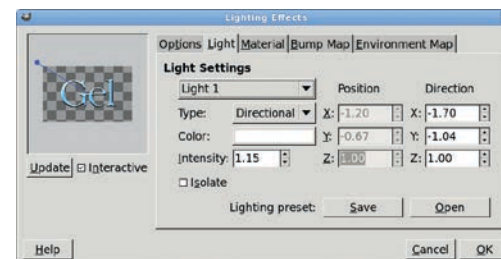 Lighting Effects
Options Light Material Bump Map Environment Map
Gel
Light Settings
Light 1 Position Direction
Type: Directional X: -1.20 X: -1.70
Color: Y: -0.67 Y: -1.04
Intensity: 1.15 Z: 1.00 Z: 1.00
Update Interactive
Isolate
Lighting preset: Save Open
Help Cancel OK